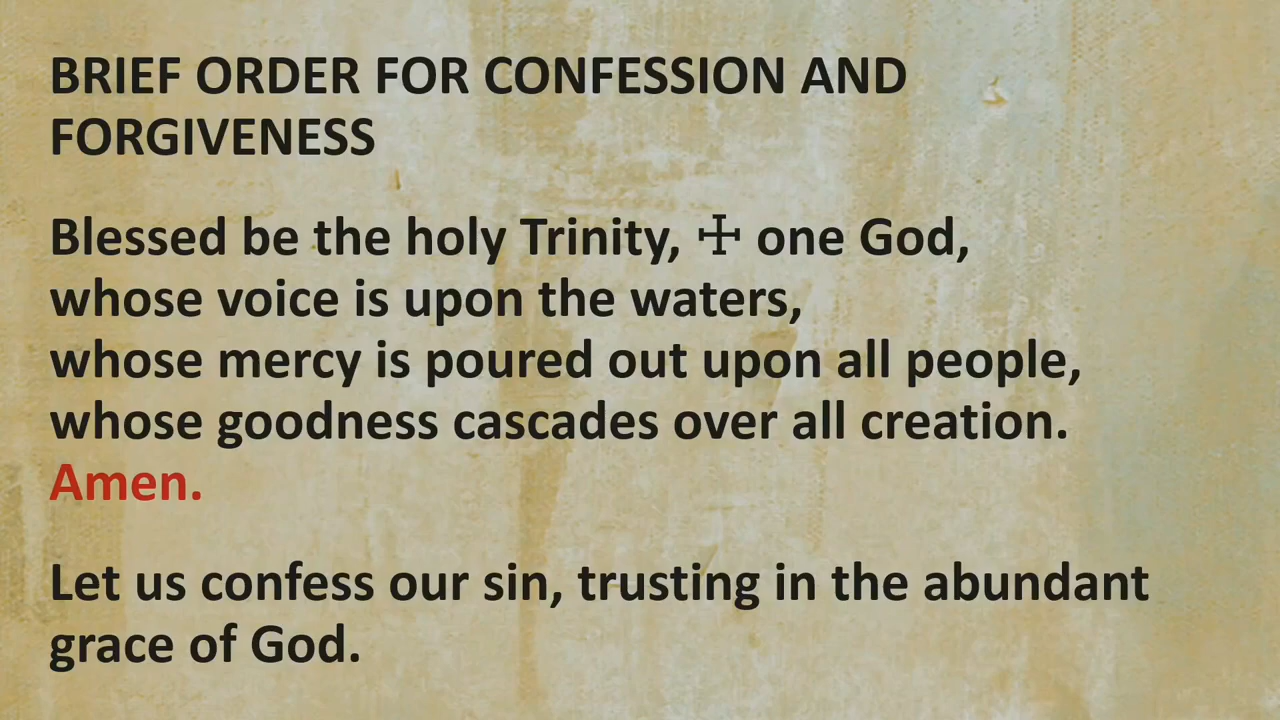 BRIEF ORDER FOR CONFESSION AND
FORGIVENESS
Blessed be the holy Trinity, ☩ one God,
whose voice is upon the waters,
whose mercy is poured out upon all people,
whose goodness cascades over all creation.
Amen.
Let us confess our sin, trusting in the abundant
grace of God.